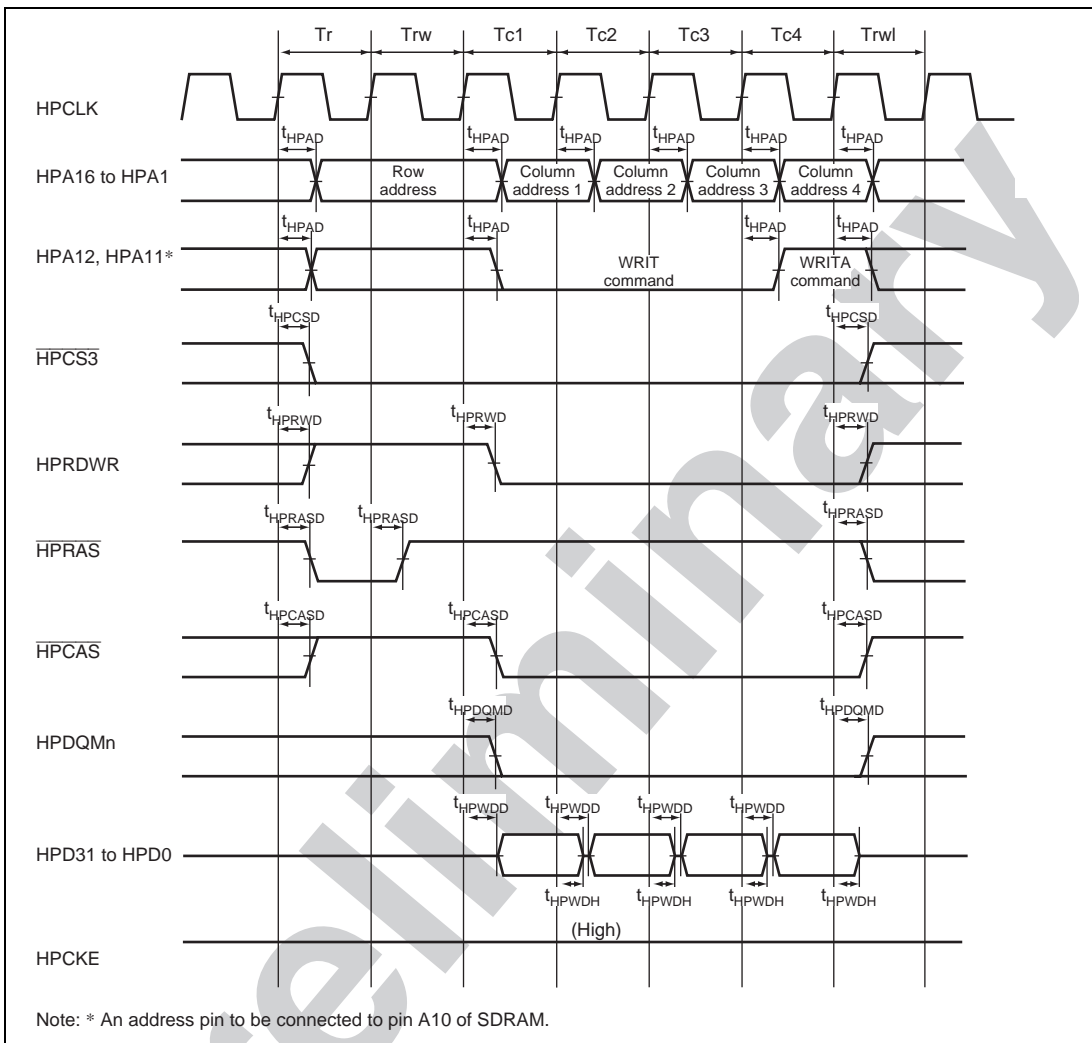 Tr Trw Tc1 Tc2 Tc3 Tc4 Trwl
HPCLK
tHPAD tHPAD tHPAD tHPAD tHPAD tHPAD
HPA16 to HPA1
Row address
Column address 1
Column address 2
Column address 3
Column address 4
tHPAD tHPAD tHPAD tHPAD
HPA12, HPA11*
WRIT command
WRITA command
tHPCSD tHPCSD
HPCS3
tHPRWD tHPRWD tHPRWD
HPRDWR
tHPRASD tHPRASD tHPRASD
HPRAS
tHPCASD tHPCASD tHPCASD
HPCAS
tHPDQMD tHPDQMD
HPDQMn
tHPWDD tHPWDD tHPWDD tHPWDD
HPD31 to HPD0
tHPWDH tHPWDH tHPWDH tHPWDH
(High)
HPCKE
Note: * An address pin to be connected to pin A10 of SDRAM.
reliminary